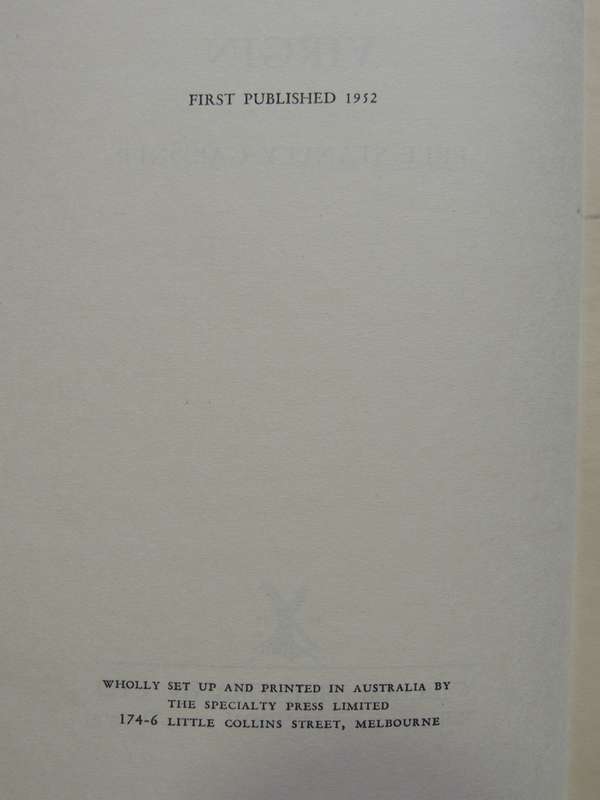 FIRST PUBLISHED 1952
WHOLLY SET UP AND PRINTED IN AUSTRALIA BY
THE SPECIALTY PRESS LIMITED
174-6 LITTLE COLLINS STREET, MELBOURNE